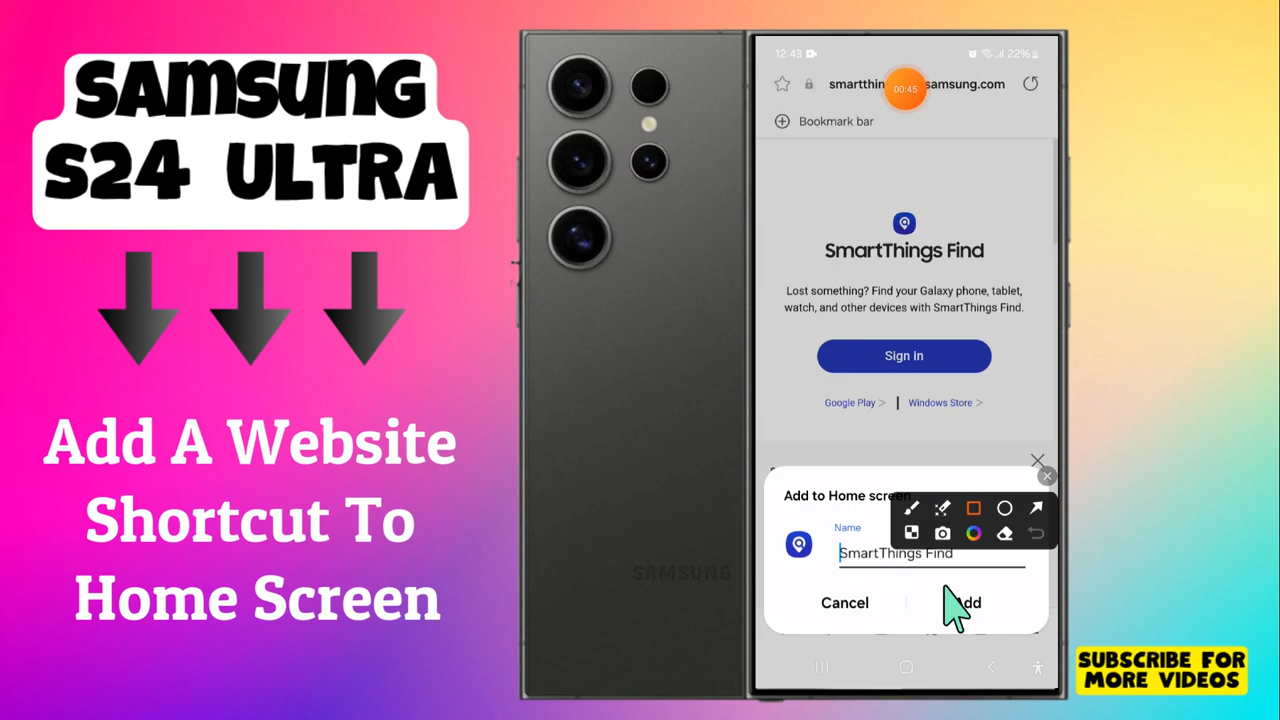 SAMSUNG
S24 ULTRA
Add A Website
Shortcut To
Home Screen
SAMSUNG
12:43
22%
00:45
samsung.com
Bookmark bar
SmartThings Find
Lost something? Find your Galaxy phone, tablet,
watch, and other devices with SmartThings Find.
Sign in
Google Play >
Windows Store >
Add to Home screen
Name
SmartThings Find
Cancel
SUBSCRIBE FOR
MORE VIDEOS